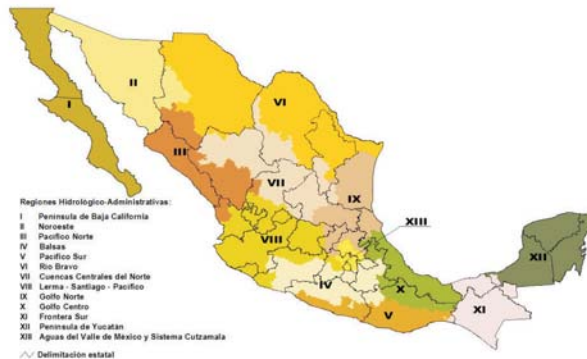 I
II
III
VI
VII
IX
XIII
VIII
IV
X
V
XI
XII
Regiones Hidrológico-Administrativas:
I Península de Baja California
II Noroeste
III Pacífico Norte
IV Balsas
V Pacífico Sur
VI Río Bravo
VII Cuencas Centrales del Norte
VIII Lerma - Santiago - Pacífico
IX Golfo Norte
X Golfo Centro
XI Frontera Sur
XII Península de Yucatán
XIII Aguas del Valle de México y Sistema Cutzamala
Delimitación estatal